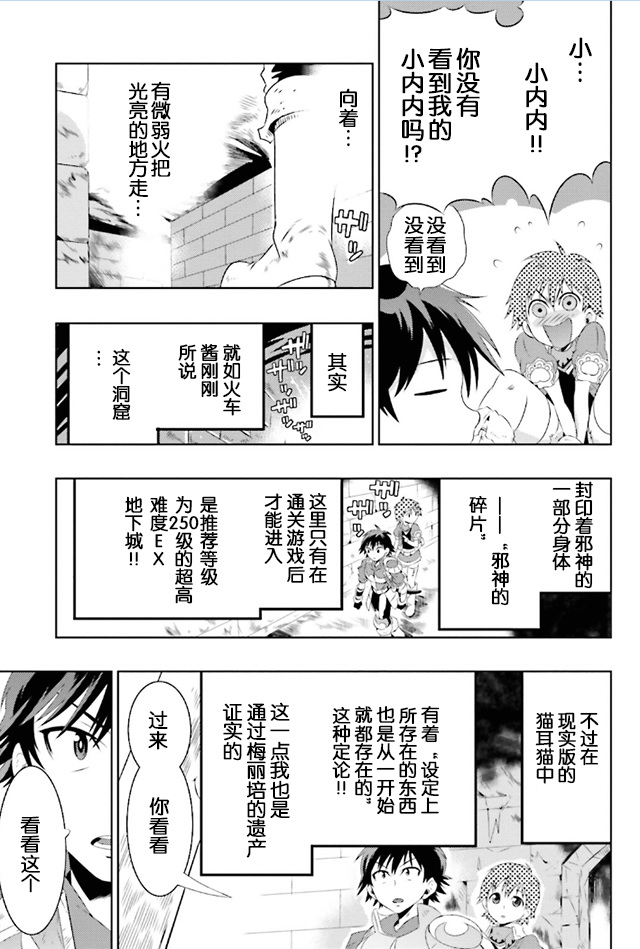 小…
小内内!!
你没有
看到我的
小内内吗!?
没看到
没看到
向着…
有微弱火把
光亮的地方走…
ザッ
ザッ
其实
就如火车
酱刚刚
所说
这个洞窟
…
封印着邪神的
一部分身体
——“邪神的
碎片”
这里只有在
通关游戏后
才能进入
是推荐等级
为250级的超高
难度EX
地下城!!
不过在
现实版的
猫耳猫中
有着“设定上
所存在的东西
也是从一开始
就都存在的”
这种定论!!
这一点我也是
通过梅丽培的遗产
证实的
过来 你看看
看看这个